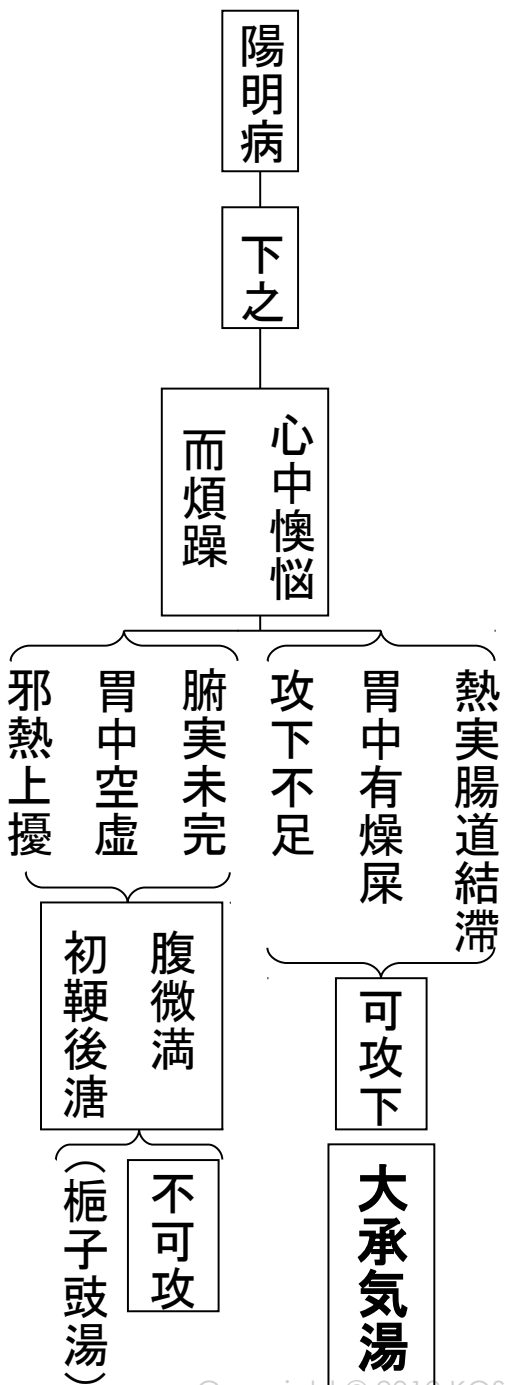 陽明病
下之
心中懊悩
而煩躁
熱実腸道結滞
胃中有燥屎
攻下不足
腑実未完
胃中空虚
邪熱上擾
可攻下
大承気湯
腹微満
初鞕後溏
不可攻
（梔子豉湯）